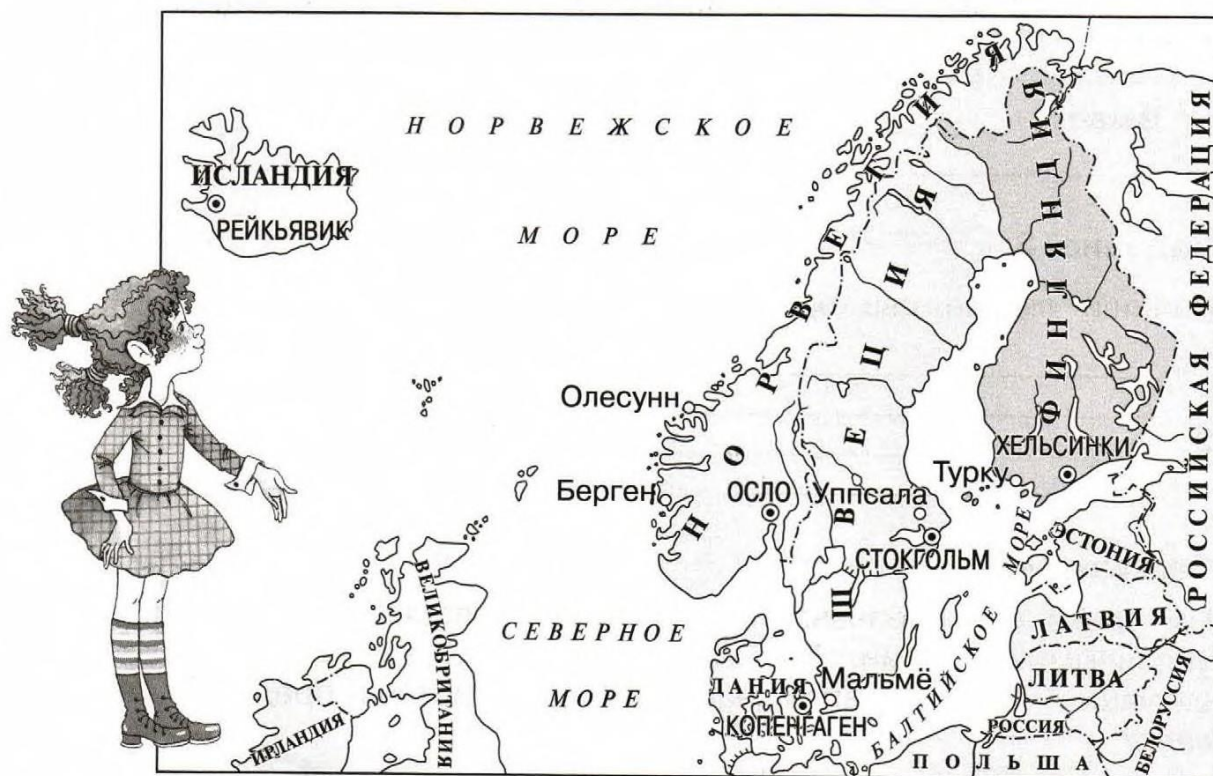 НОРВЕЖСКОЕ
МОРЕ
ИСЛАНДИЯ
РЕЙКЬЯВИК
НОРВЕГИЯ
ШВЕЦИЯ
ФИНЛЯНДИЯ
РОССИЙСКАЯ ФЕДЕРАЦИЯ
Олесунн
Берген
ОСЛО
Уппсала
СТОКГОЛЬМ
Турку
ХЕЛЬСИНКИ
ЭСТОНИЯ
ЛАТВИЯ
ЛИТВА
РОССИЯ
БЕЛОРУССИЯ
ПОЛЬША
БАЛТИЙСКОЕ МОРЕ
СЕВЕРНОЕ
МОРЕ
ДАНИЯ
Мальмё
КОПЕНГАГЕН
ВЕЛИКОБРИТАНИЯ
ИРЛАНДИЯ